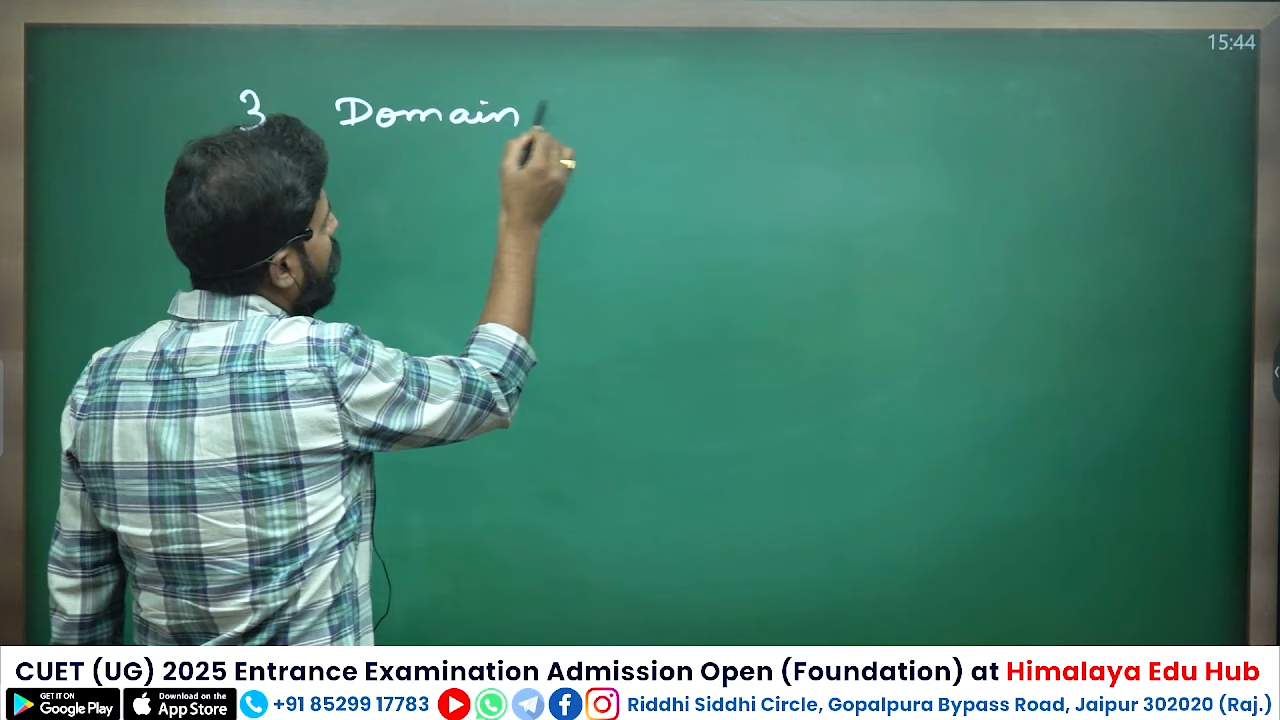 15:44
3 Domain
CUET (UG) 2025 Entrance Examination Admission Open (Foundation) at Himalaya Edu Hub
GET IT ON Google Play Download on the App Store +91 85299 17783 Riddhi Siddhi Circle, Gopalpura Bypass Road, Jaipur 302020 (Raj.)